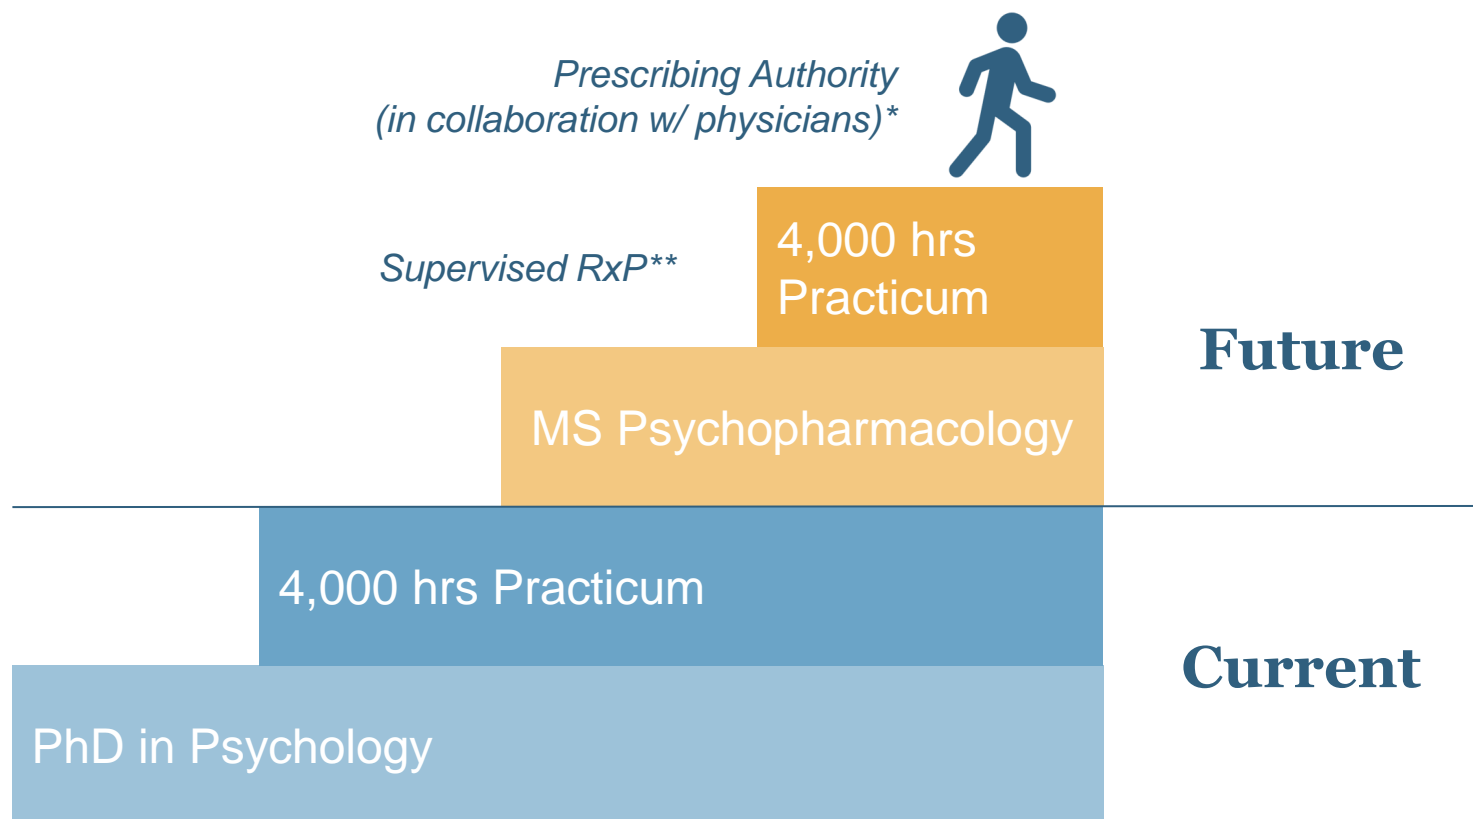 Prescribing Authority
(in collaboration w/ physicians)*
4,000 hrs
Practicum
Supervised RxP**
Future
MS Psychopharmacology
4,000 hrs Practicum
Current
PhD in Psychology